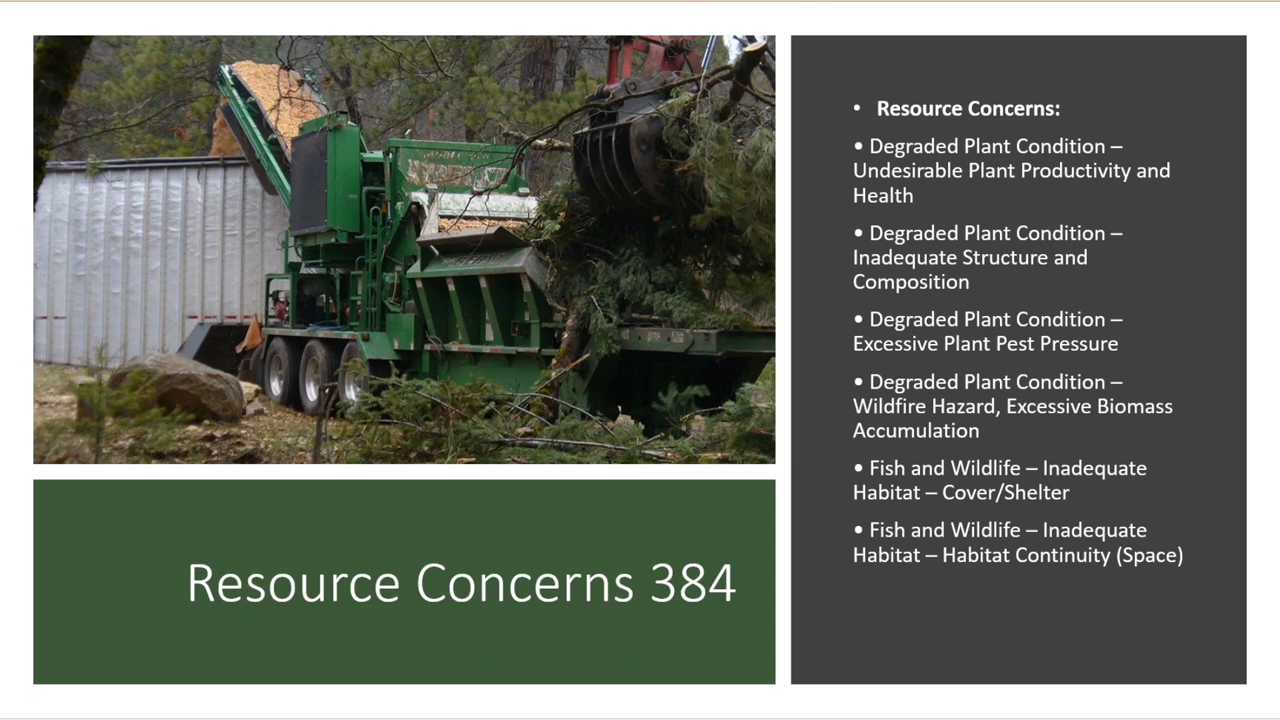 Resource Concerns 384
• Resource Concerns:
• Degraded Plant Condition –
Undesirable Plant Productivity and
Health
• Degraded Plant Condition –
Inadequate Structure and
Composition
• Degraded Plant Condition –
Excessive Plant Pest Pressure
• Degraded Plant Condition –
Wildfire Hazard, Excessive Biomass
Accumulation
• Fish and Wildlife – Inadequate
Habitat – Cover/Shelter
• Fish and Wildlife – Inadequate
Habitat – Habitat Continuity (Space)